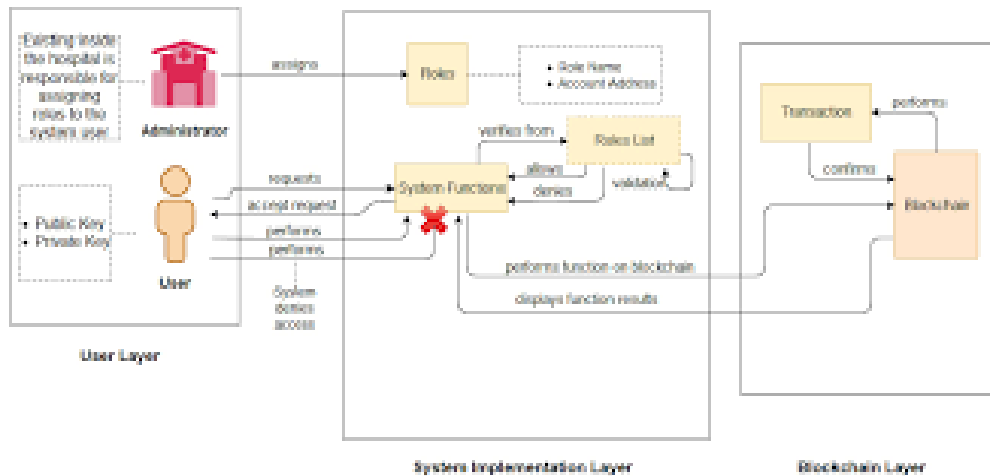 Existing inside
the hospital is
responsible for
assigning
roles to the
system user
Administrator
assigns
Roles
Role Name
Account Address
verifies from
Roles List
allows
denies
validation
System Functions
requests
accept request
performs
performs
Public Key
Private Key
User
System
denies
access
performs function on blockchain
displays function results
Transaction
performs
confirms
Blockchain
User Layer
System Implementation Layer
Blockchain Layer